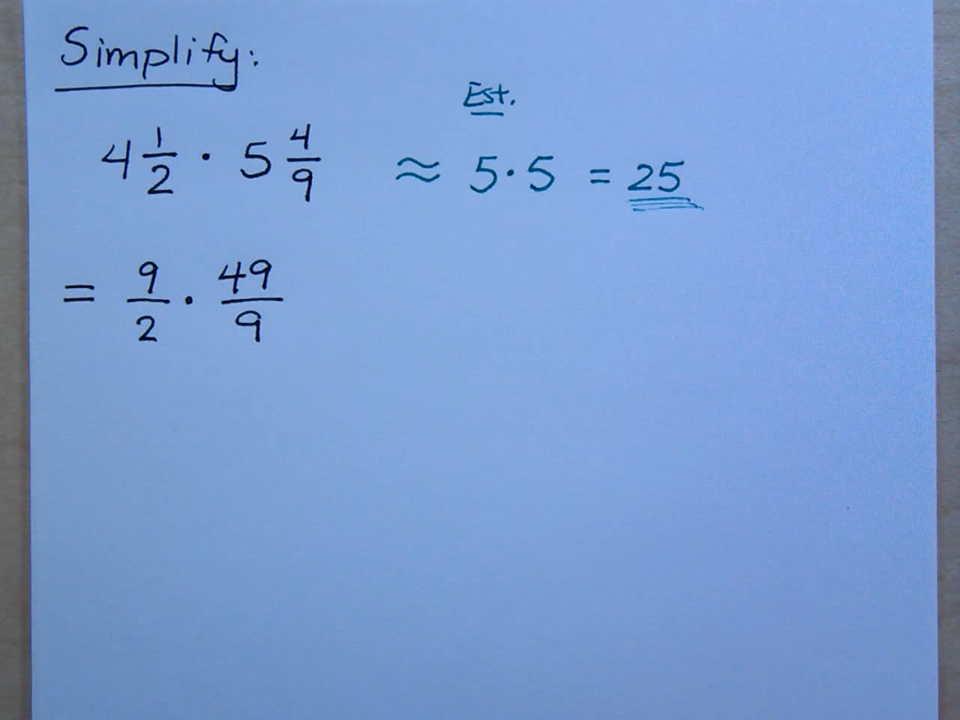 Simplify:
Est.
4 1/2 · 5 4/9 ≈ 5·5 = 25
= 9/2 · 49/9